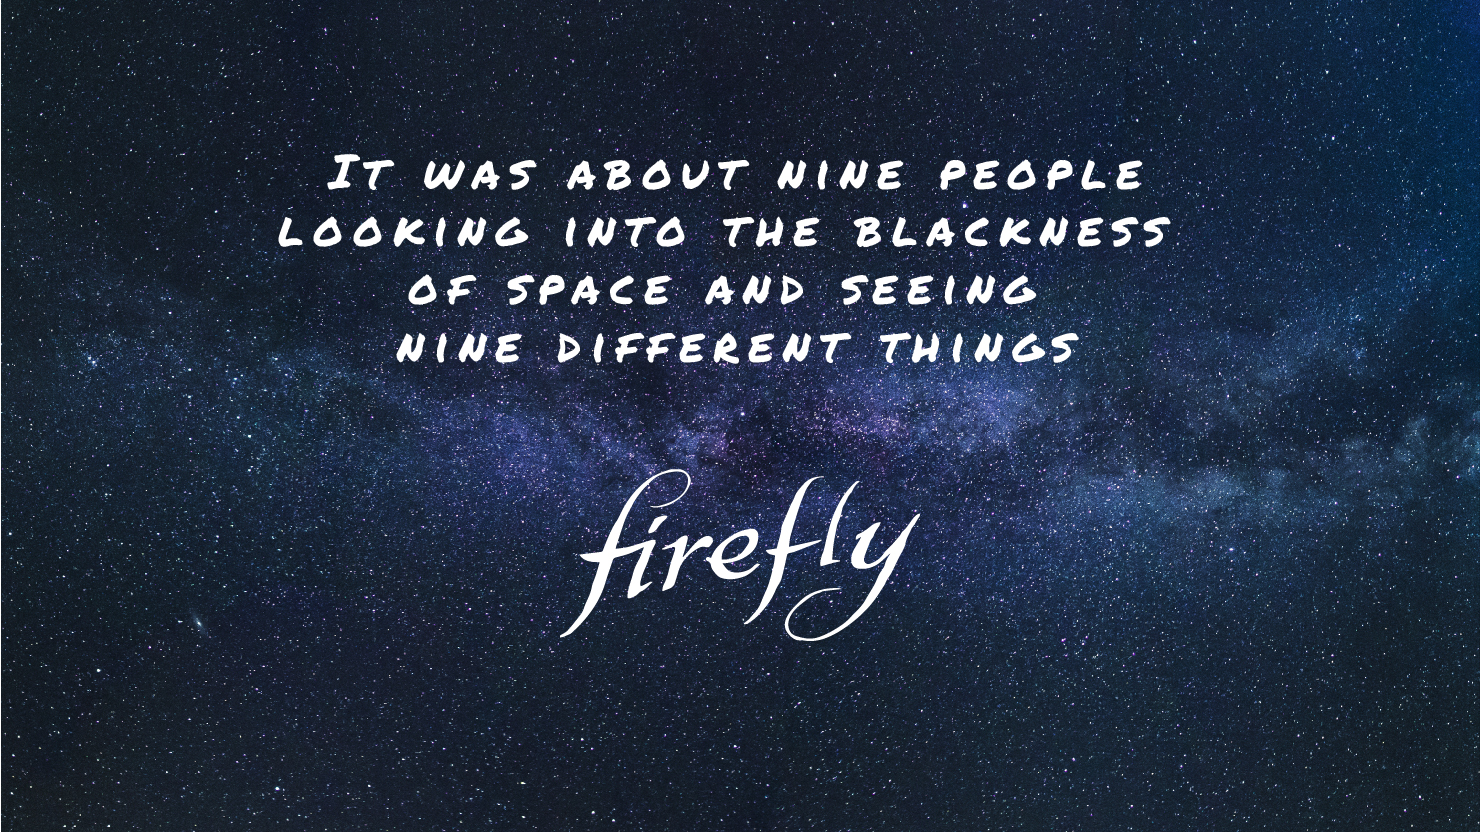 It was about nine people
looking into the blackness
of space and seeing
nine different things
firefly